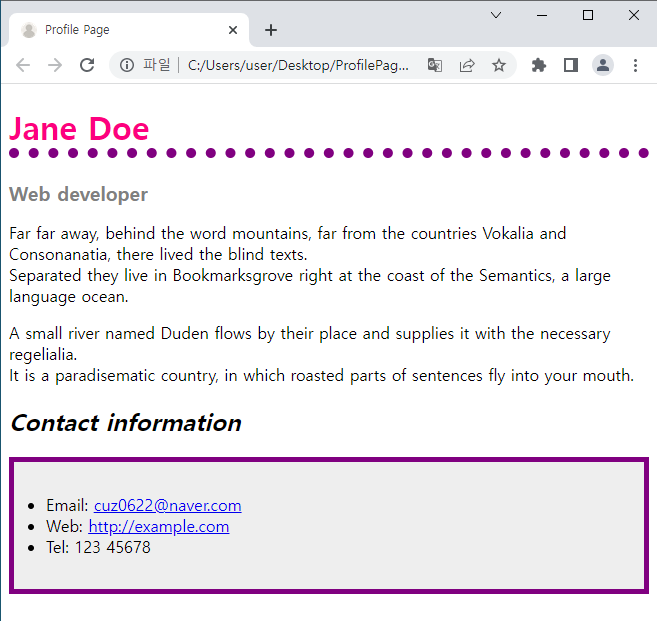 Profile Page
파일
C:/Users/user/Desktop/ProfilePag...
Jane Doe
Web developer
Far far away, behind the word mountains, far from the countries Vokalia and
Consonanatia, there lived the blind texts.
Separated they live in Bookmarksgrove right at the coast of the Semantics, a large
language ocean.
A small river named Duden flows by their place and supplies it with the necessary
regelialia.
It is a paradisematic country, in which roasted parts of sentences fly into your mouth.
Contact information
Email: cuz0622@naver.com
Web: http://example.com
Tel: 123 45678